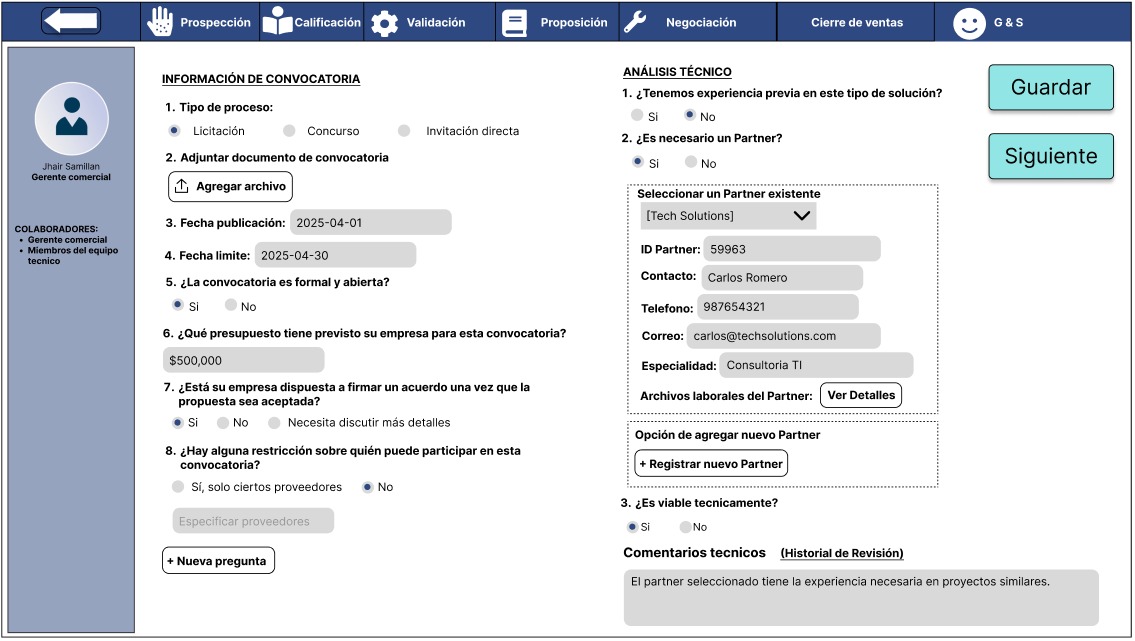 Prospección
Calificación
Validación
Proposición
Negociación
Cierre de ventas
G & S
Jhair Samillan
Gerente comercial
COLABORADORES:
• Gerente comercial
• Miembros del equipo
tecnico
INFORMACIÓN DE CONVOCATORIA
1. Tipo de proceso:
Licitación Concurso Invitación directa
2. Adjuntar documento de convocatoria
Agregar archivo
3. Fecha publicación: 2025-04-01
4. Fecha limite: 2025-04-30
5. ¿La convocatoria es formal y abierta?
Si No
6. ¿Qué presupuesto tiene previsto su empresa para esta convocatoria?
$500,000
7. ¿Está su empresa dispuesta a firmar un acuerdo una vez que la
propuesta sea aceptada?
Si No Necesita discutir más detalles
8. ¿Hay alguna restricción sobre quién puede participar en esta
convocatoria?
Sí, solo ciertos proveedores No
Especificar proveedores
+ Nueva pregunta
ANÁLISIS TÉCNICO
1. ¿Tenemos experiencia previa en este tipo de solución?
Si No
2. ¿Es necesario un Partner?
Si No
Seleccionar un Partner existente
[Tech Solutions]
ID Partner: 59963
Contacto: Carlos Romero
Telefono: 987654321
Correo: carlos@techsolutions.com
Especialidad: Consultoria TI
Archivos laborales del Partner: Ver Detalles
Opción de agregar nuevo Partner
+ Registrar nuevo Partner
3. ¿Es viable tecnicamente?
Si No
Comentarios tecnicos (Historial de Revisión)
El partner seleccionado tiene la experiencia necesaria en proyectos similares.
Guardar
Siguiente